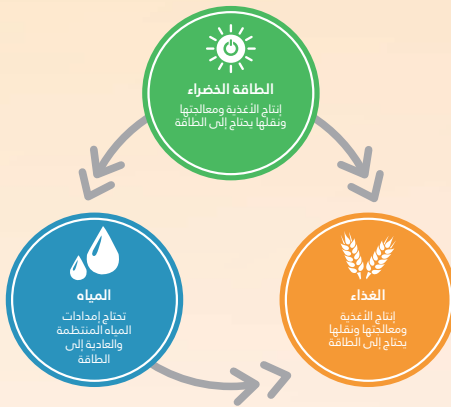 الطاقة الخضراء
إنتاج الأغذية ومعالجتها
ونقلها يحتاج إلى الطاقة
المياه
تحتاج إمدادات
المياه المنتظمة
والعادية إلى
الطاقة
الغذاء
إنتاج الأغذية
ومعالجتها ونقلها
يحتاج إلى الطاقة